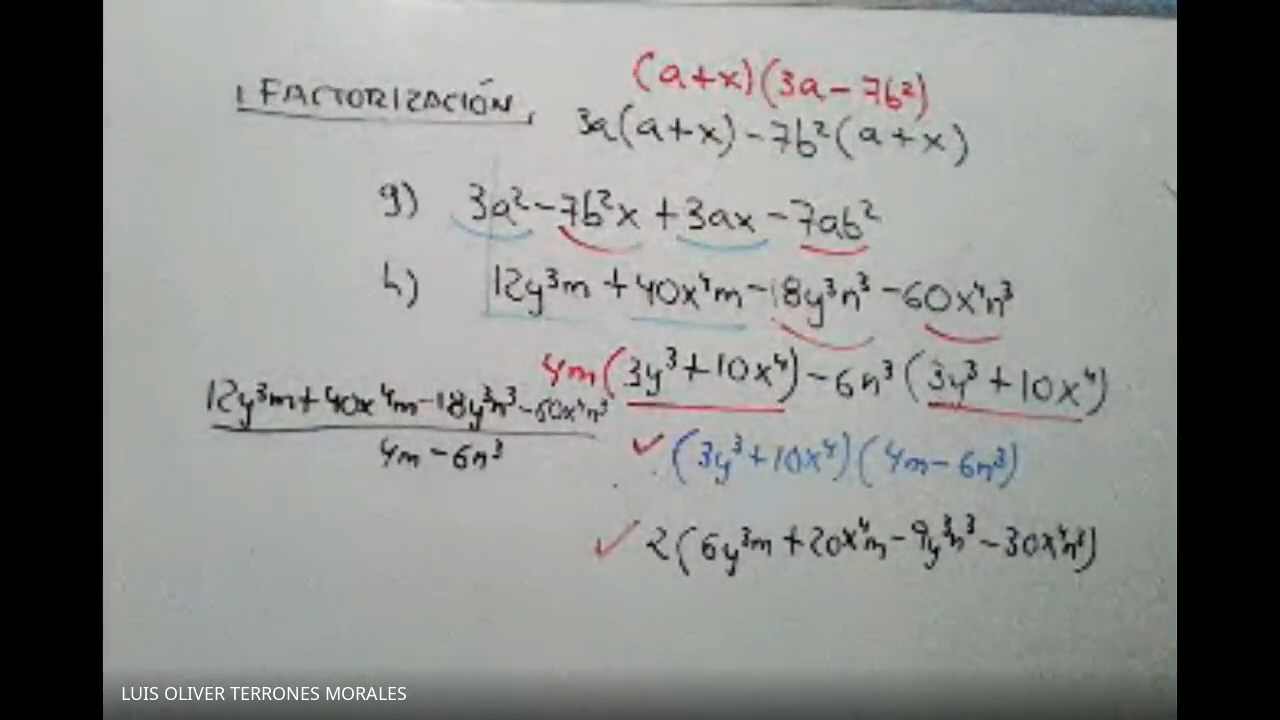 (a+x)(3a-7b²)
1 FACTORIZACIÓN,
3a(a+x)-7b²(a+x)
g) 3a²-7b²x+3ax-7ab²
h) 12y³m+40x⁴m-18y³n³-60x⁴n³
4m(3y³+10x⁴)-6n³(3y³+10x⁴)
12y³m+40x⁴m-18y³n³-60x⁴n³
4m-6n³
✓ (3y³+10x⁴)(4m-6n³)
✓ 2(6y³m+20x⁴m-9y³n³-30x⁴n³)
LUIS OLIVER TERRONES MORALES